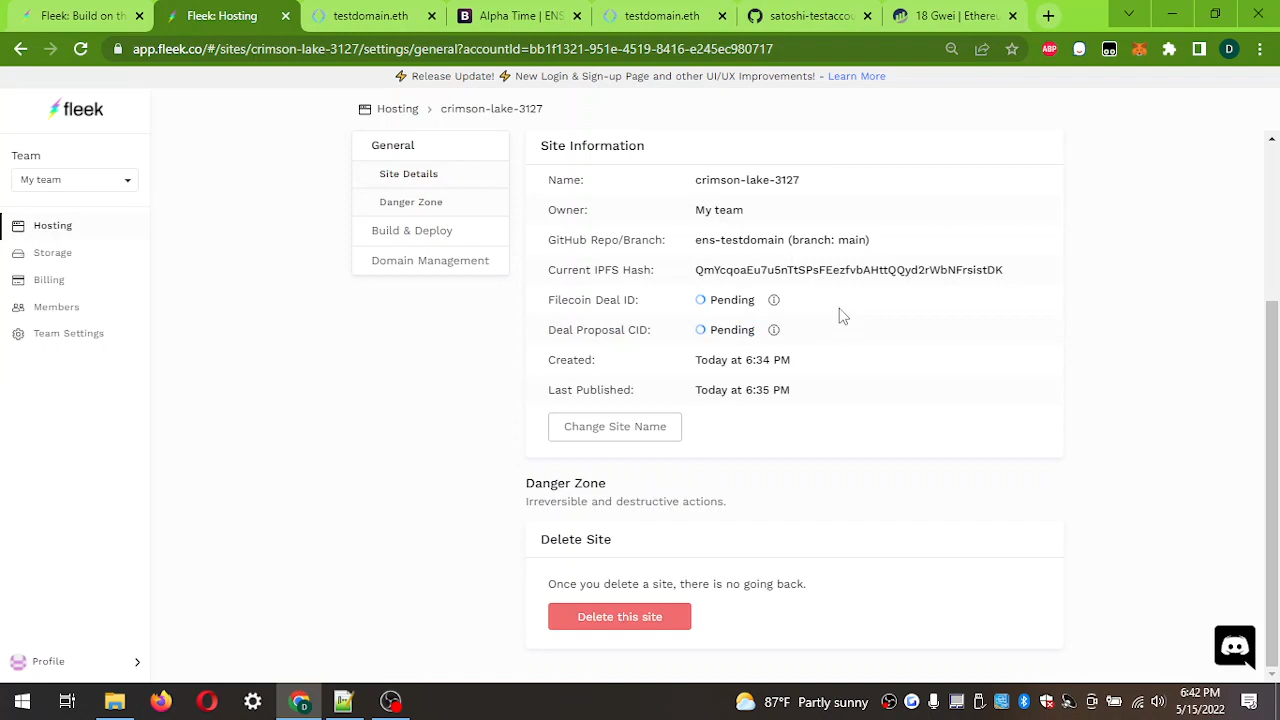 Fleek: Build on th
Fleek: Hosting
testdomain.eth
Alpha Time | ENS
testdomain.eth
satoshi-testaccou
18 Gwei | Ethereu
app.fleek.co/#/sites/crimson-lake-3127/settings/general?accountId=bb1f1321-951e-4519-8416-e24ec980b717
ABP
D
⚡ Release Update! ⚡ New Login & Sign-up Page and other UI/UX Improvements! - Learn More
fleek
Team
My team
Hosting
Storage
Billing
Members
Team Settings
Profile
Hosting > crimson-lake-3127
General
Site Details
Danger Zone
Build & Deploy
Domain Management
Site Information
Name: crimson-lake-3127
Owner: My team
GitHub Repo/Branch: ens-testdomain (branch: main)
Current IPFS Hash: QmYcqoaEu7u5nTtSPsFEezfvbAHttQQyd2rWbNFrsistDK
Filecoin Deal ID: Pending
Deal Proposal CID: Pending
Created: Today at 6:34 PM
Last Published: Today at 6:35 PM
Change Site Name
Danger Zone
Irreversible and destructive actions.
Delete Site
Once you delete a site, there is no going back.
Delete this site
87°F Partly sunny
6:42 PM
5/15/2022